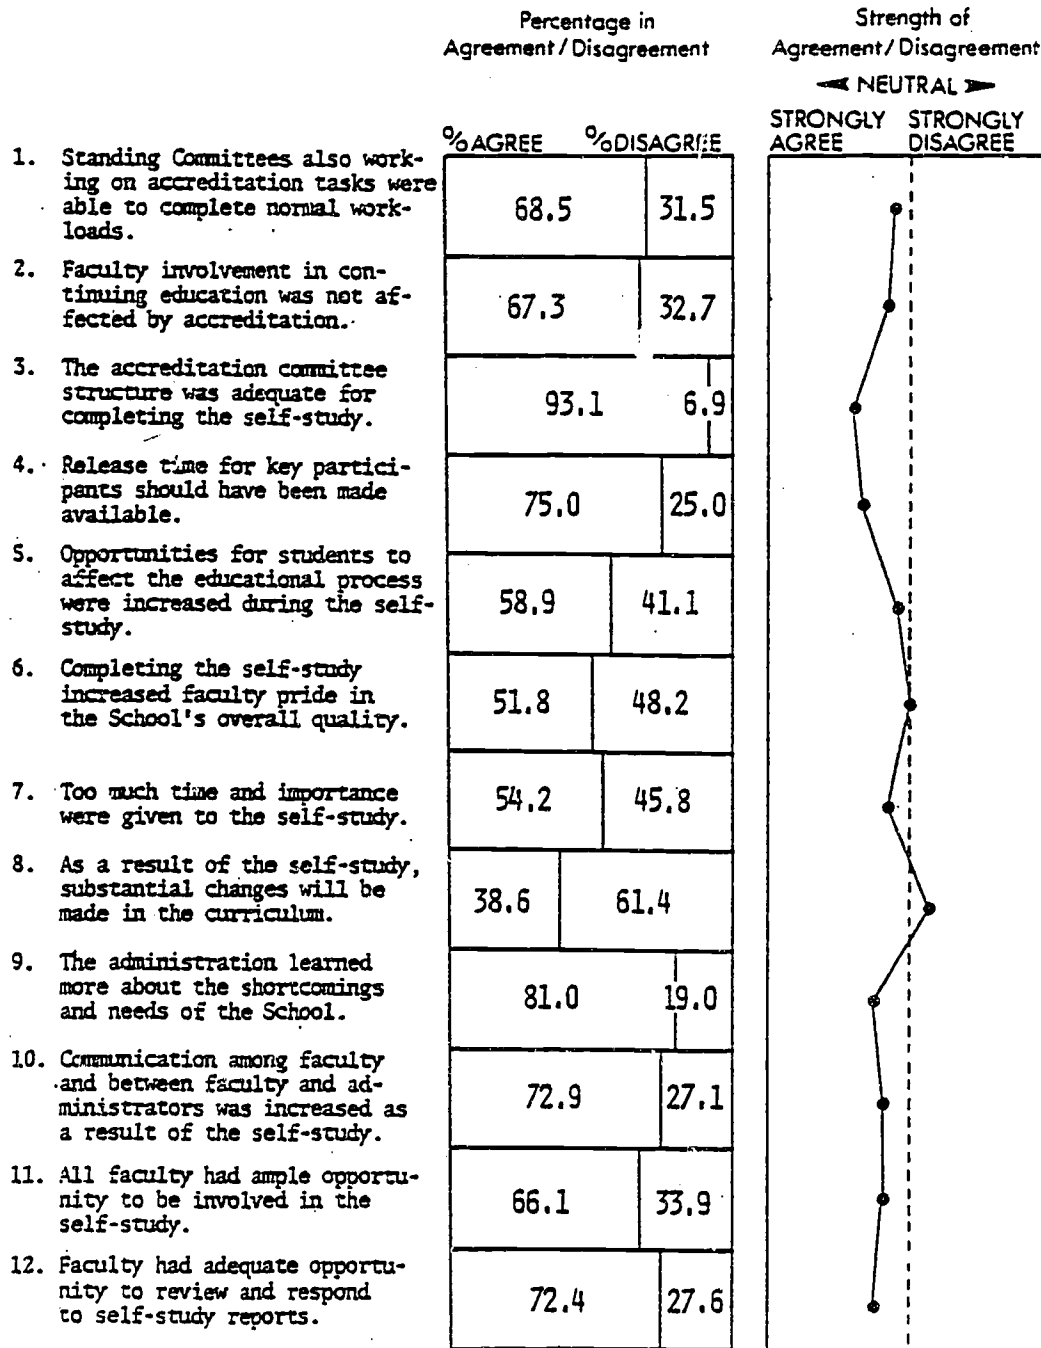 Percentage in
Agreement/Disagreement
Strength of
Agreement/Disagreement
NEUTRAL
% AGREE % DISAGREE
STRONGLY AGREE
STRONGLY DISAGREE
1. Standing Committees also work-
ing on accreditation tasks were
able to complete normal work-
loads.
68.5 31.5
2. Faculty involvement in con-
tinuing education was not af-
fected by accreditation.
67.3 32.7
3. The accreditation committee
structure was adequate for
completing the self-study.
93.1 6.9
4. Release time for key partici-
pants should have been made
available.
75.0 25.0
5. Opportunities for students to
affect the educational process
were increased during the self-
study.
58.9 41.1
6. Completing the self-study
increased faculty pride in
the School's overall quality.
51.8 48.2
7. Too much time and importance
were given to the self-study.
54.2 45.8
8. As a result of the self-study,
substantial changes will be
made in the curriculum.
38.6 61.4
9. The administration learned
more about the shortcomings
and needs of the School.
81.0 19.0
10. Communication among faculty
and between faculty and ad-
ministrators was increased as
a result of the self-study.
72.9 27.1
11. All faculty had ample opportu-
nity to be involved in the
self-study.
66.1 33.9
12. Faculty had adequate opportu-
nity to review and respond
to self-study reports.
72.4 27.6